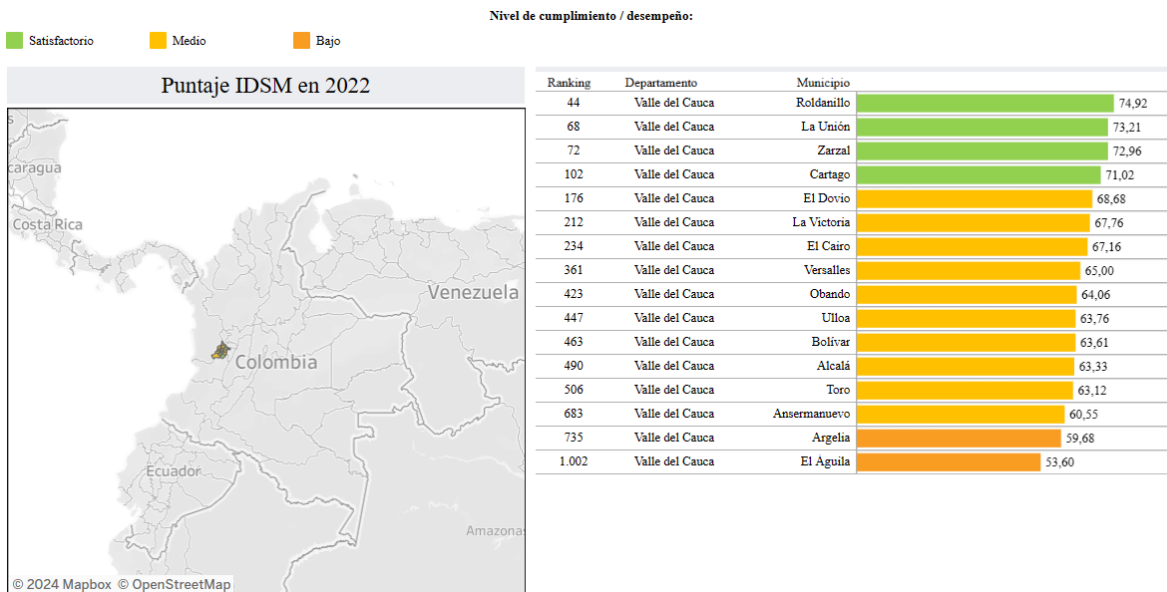 Nivel de cumplimiento / desempeño:
Satisfactorio Medio Bajo
Puntaje IDSM en 2022
s
caragua
Costa Rica
Venezuela
Colombia
Ecuador
Amazonas
© 2024 Mapbox © OpenStreetMap
Ranking Departamento Municipio
44 Valle del Cauca Roldanillo 74,92
68 Valle del Cauca La Unión 73,21
72 Valle del Cauca Zarzal 72,96
102 Valle del Cauca Cartago 71,02
176 Valle del Cauca El Dovio 68,68
212 Valle del Cauca La Victoria 67,76
234 Valle del Cauca El Cairo 67,16
361 Valle del Cauca Versalles 65,00
423 Valle del Cauca Obando 64,06
447 Valle del Cauca Ulloa 63,76
463 Valle del Cauca Bolívar 63,61
490 Valle del Cauca Alcalá 63,33
506 Valle del Cauca Toro 63,12
683 Valle del Cauca Ansermanuevo 60,55
735 Valle del Cauca Argelia 59,68
1.002 Valle del Cauca El Águila 53,60